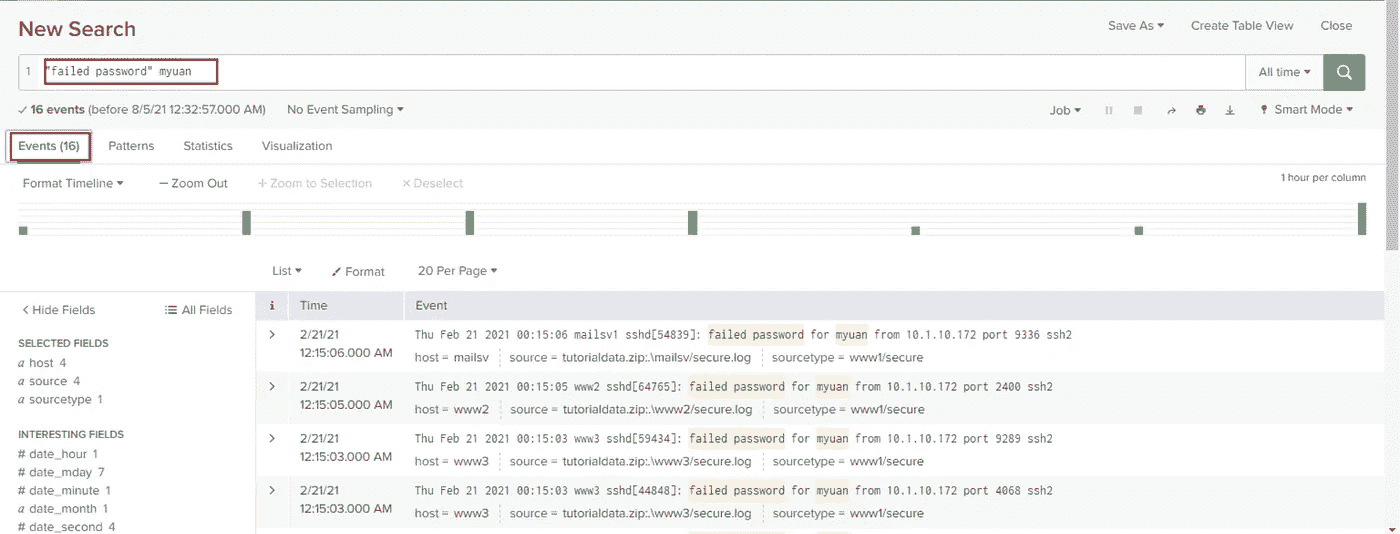 New Search
Save As Create Table View Close
1 "failed password" myuan All time
16 events (before 8/5/21 12:32:57.000 AM) No Event Sampling Job Smart Mode
Events (16) Patterns Statistics Visualization
Format Timeline — Zoom Out + Zoom to Selection × Deselect 1 hour per column
List Format 20 Per Page
< Hide Fields All Fields
i Time Event
SELECTED FIELDS
a host 4
a source 4
a sourcetype 1
INTERESTING FIELDS
# date_hour 1
# date_mday 7
# date_minute 1
a date_month 1
# date_second 4
> 2/21/21 Thu Feb 21 2021 00:15:06 mailsv1 sshd[54839]: failed password for myuan from 10.1.10.172 port 9336 ssh2
12:15:06.000 AM host = mailsv source = tutorialdata.zip:.\mailsv/secure.log sourcetype = www1/secure
> 2/21/21 Thu Feb 21 2021 00:15:05 www2 sshd[64765]: failed password for myuan from 10.1.10.172 port 2400 ssh2
12:15:05.000 AM host = www2 source = tutorialdata.zip:.\www2/secure.log sourcetype = www1/secure
> 2/21/21 Thu Feb 21 2021 00:15:03 www3 sshd[59434]: failed password for myuan from 10.1.10.172 port 9289 ssh2
12:15:03.000 AM host = www3 source = tutorialdata.zip:.\www3/secure.log sourcetype = www1/secure
> 2/21/21 Thu Feb 21 2021 00:15:03 www3 sshd[44848]: failed password for myuan from 10.1.10.172 port 4068 ssh2
12:15:03.000 AM host = www3 source = tutorialdata.zip:.\www3/secure.log sourcetype = www1/secure